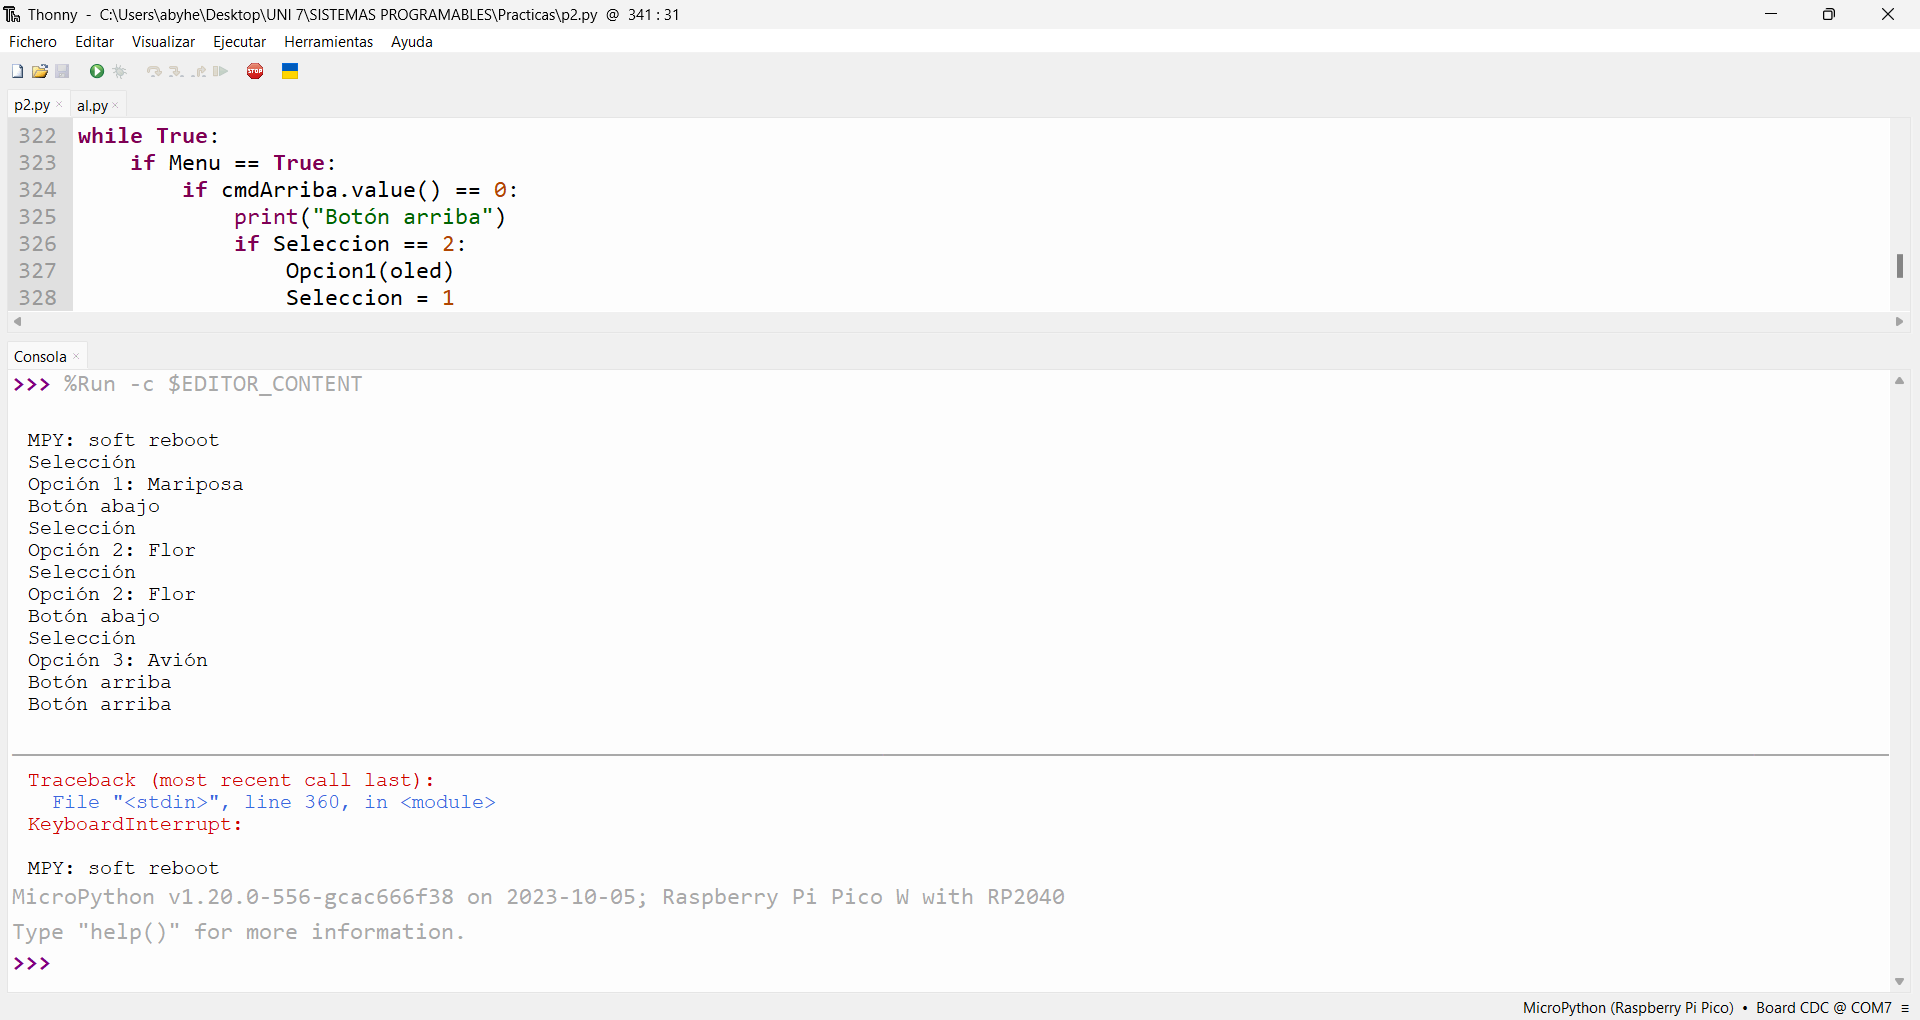 Thonny - C:\Users\abyhe\Desktop\UNI 7\SISTEMAS PROGRAMABLES\Practicas\p2.py @ 341 : 31
Fichero Editar Visualizar Ejecutar Herramientas Ayuda
STOP
p2.py × al.py ×
322 while True:
323     if Menu == True:
324         if cmdArriba.value() == 0:
325             print("Botón arriba")
326             if Seleccion == 2:
327                 Opcion1(oled)
328                 Seleccion = 1
Consola ×
>>> %Run -c $EDITOR_CONTENT
MPY: soft reboot
Selección
Opción 1: Mariposa
Botón abajo
Selección
Opción 2: Flor
Selección
Opción 2: Flor
Botón abajo
Selección
Opción 3: Avión
Botón arriba
Botón arriba
Traceback (most recent call last):
  File "<stdin>", line 360, in <module>
KeyboardInterrupt:
MPY: soft reboot
MicroPython v1.20.0-556-gcac666f38 on 2023-10-05; Raspberry Pi Pico W with RP2040
Type "help()" for more information.
>>>
MicroPython (Raspberry Pi Pico) • Board CDC @ COM7 ≡